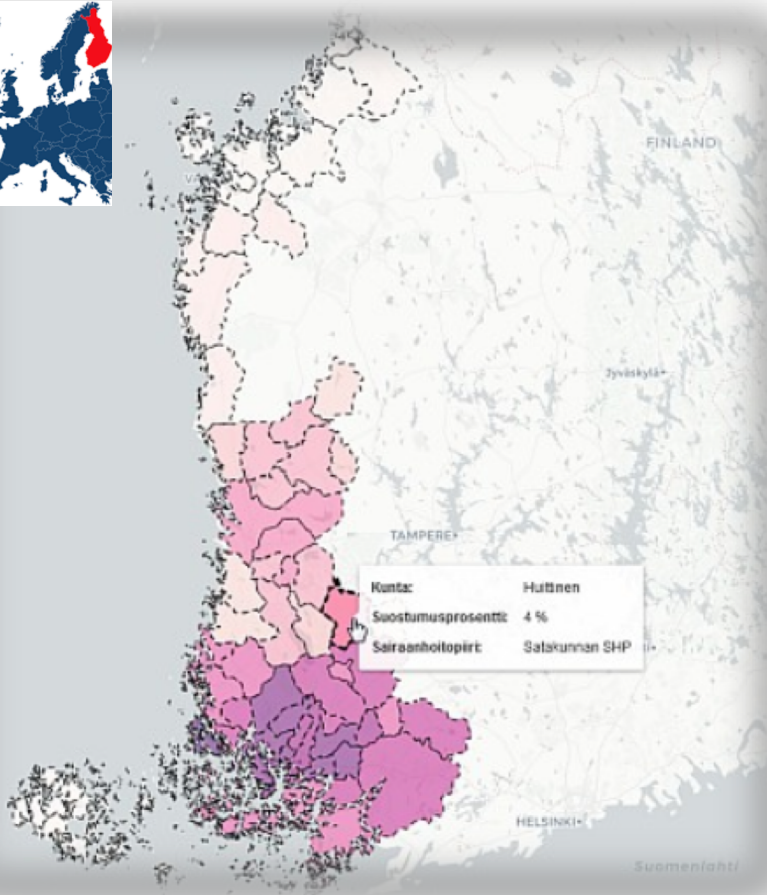 FINLAND
Jyväskylä
TAMPERE
Kunta: Huittinen
Suostumusprosentti: 4 %
Sairaanhoitopiiri: Satakunnan SHP
HELSINKI
Suomenlahti